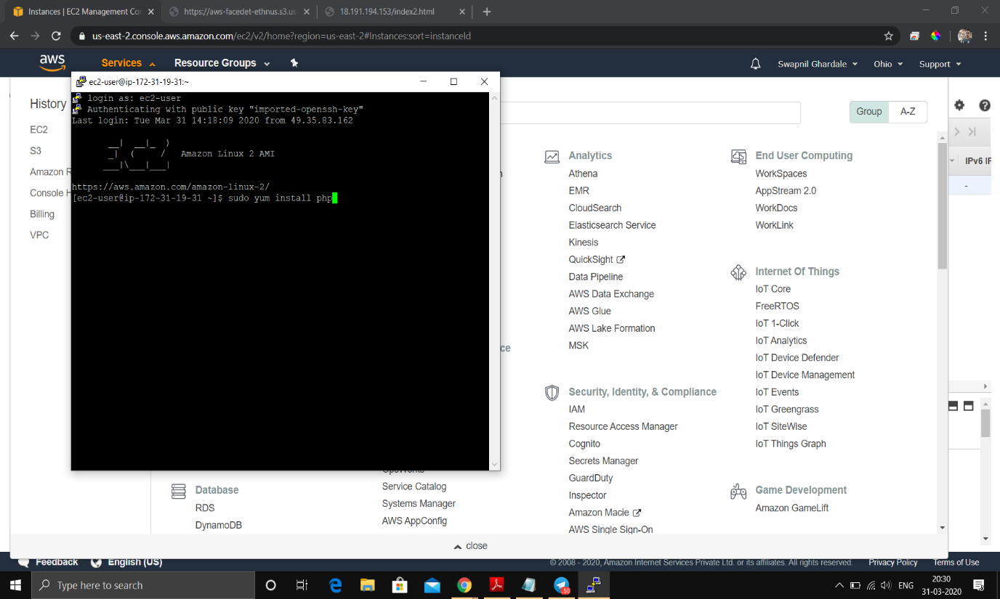 Instances | EC2 Management Con
https://aws-facedet-ethnus.s3.us
18.191.194.153/index2.html
us-east-2.console.aws.amazon.com/ec2/v2/home?region=us-east-2#Instances:sort=instanceId
aws
Services
Resource Groups
Swapnil Ghardale
Ohio
Support
ec2-user@ip-172-31-19-31:~
login as: ec2-user
Authenticating with public key "imported-openssh-key"
Last login: Tue Mar 31 14:18:09 2020 from 49.35.83.162
__| __|_ )
_| ( / Amazon Linux 2 AMI
___|\___|___|
https://aws.amazon.com/amazon-linux-2/
[ec2-user@ip-172-31-19-31 ~]$ sudo yum install php
History
EC2
S3
Amazon R
Console H
Billing
VPC
Group
A-Z
IPv6 IP
-
ce
Database
RDS
DynamoDB
OpsWorks
Service Catalog
Systems Manager
AWS AppConfig
Analytics
Athena
EMR
CloudSearch
Elasticsearch Service
Kinesis
QuickSight
Data Pipeline
AWS Data Exchange
AWS Glue
AWS Lake Formation
MSK
Security, Identity, & Compliance
IAM
Resource Access Manager
Cognito
Secrets Manager
GuardDuty
Inspector
Amazon Macie
AWS Single Sign-On
End User Computing
WorkSpaces
AppStream 2.0
WorkDocs
WorkLink
Internet Of Things
IoT Core
FreeRTOS
IoT 1-Click
IoT Analytics
IoT Device Defender
IoT Device Management
IoT Events
IoT Greengrass
IoT SiteWise
IoT Things Graph
Game Development
Amazon GameLift
close
Feedback
English (US)
© 2008 - 2020, Amazon Internet Services Private Ltd. or its affiliates. All rights reserved.
Privacy Policy
Terms of Use
Type here to search
50
ENG
20:30
31-03-2020